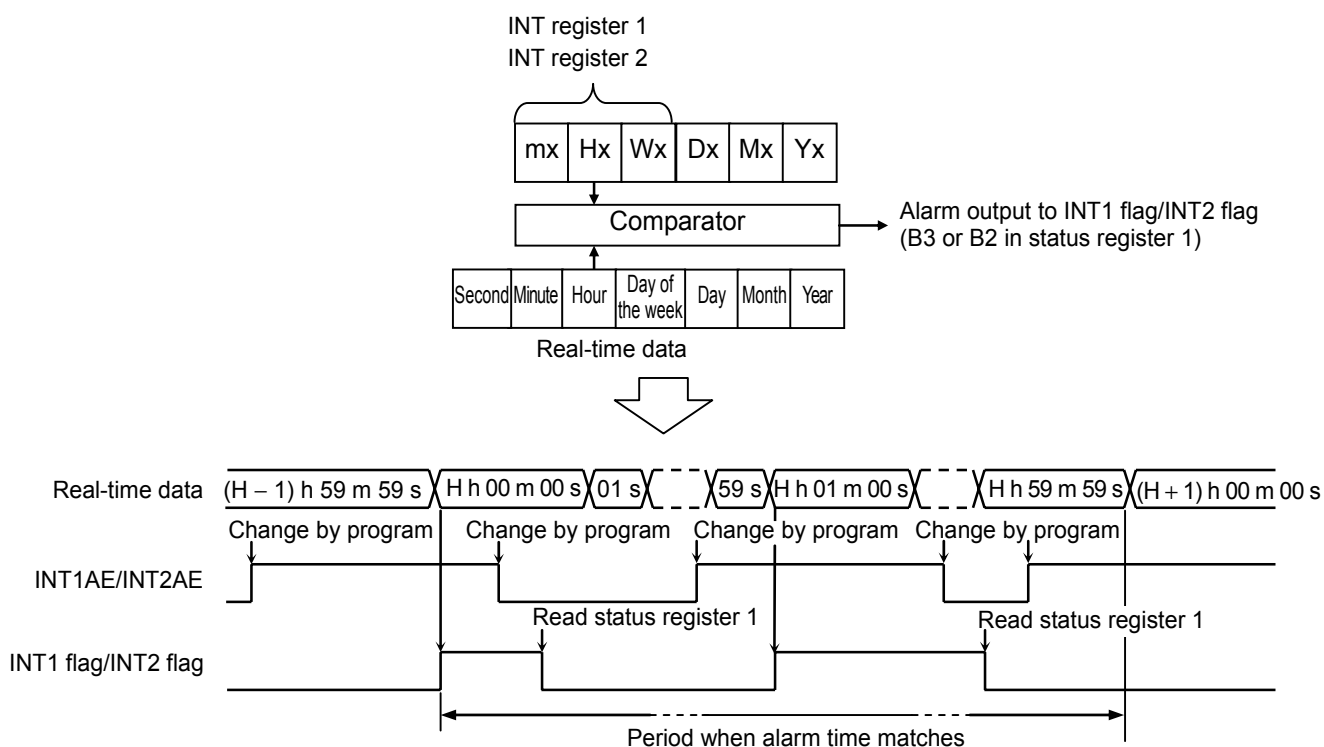 INT register 1
INT register 2
mx Hx Wx Dx Mx Yx
Comparator
Alarm output to INT1 flag/INT2 flag
(B3 or B2 in status register 1)
Second Minute Hour Day of the week Day Month Year
Real-time data
Real-time data (H − 1) h 59 m 59 s H h 00 m 00 s 01 s 59 s H h 01 m 00 s H h 59 m 59 s (H + 1) h 00 m 00 s
Change by program Change by program Change by program Change by program
INT1AE/INT2AE
Read status register 1 Read status register 1
INT1 flag/INT2 flag
Period when alarm time matches